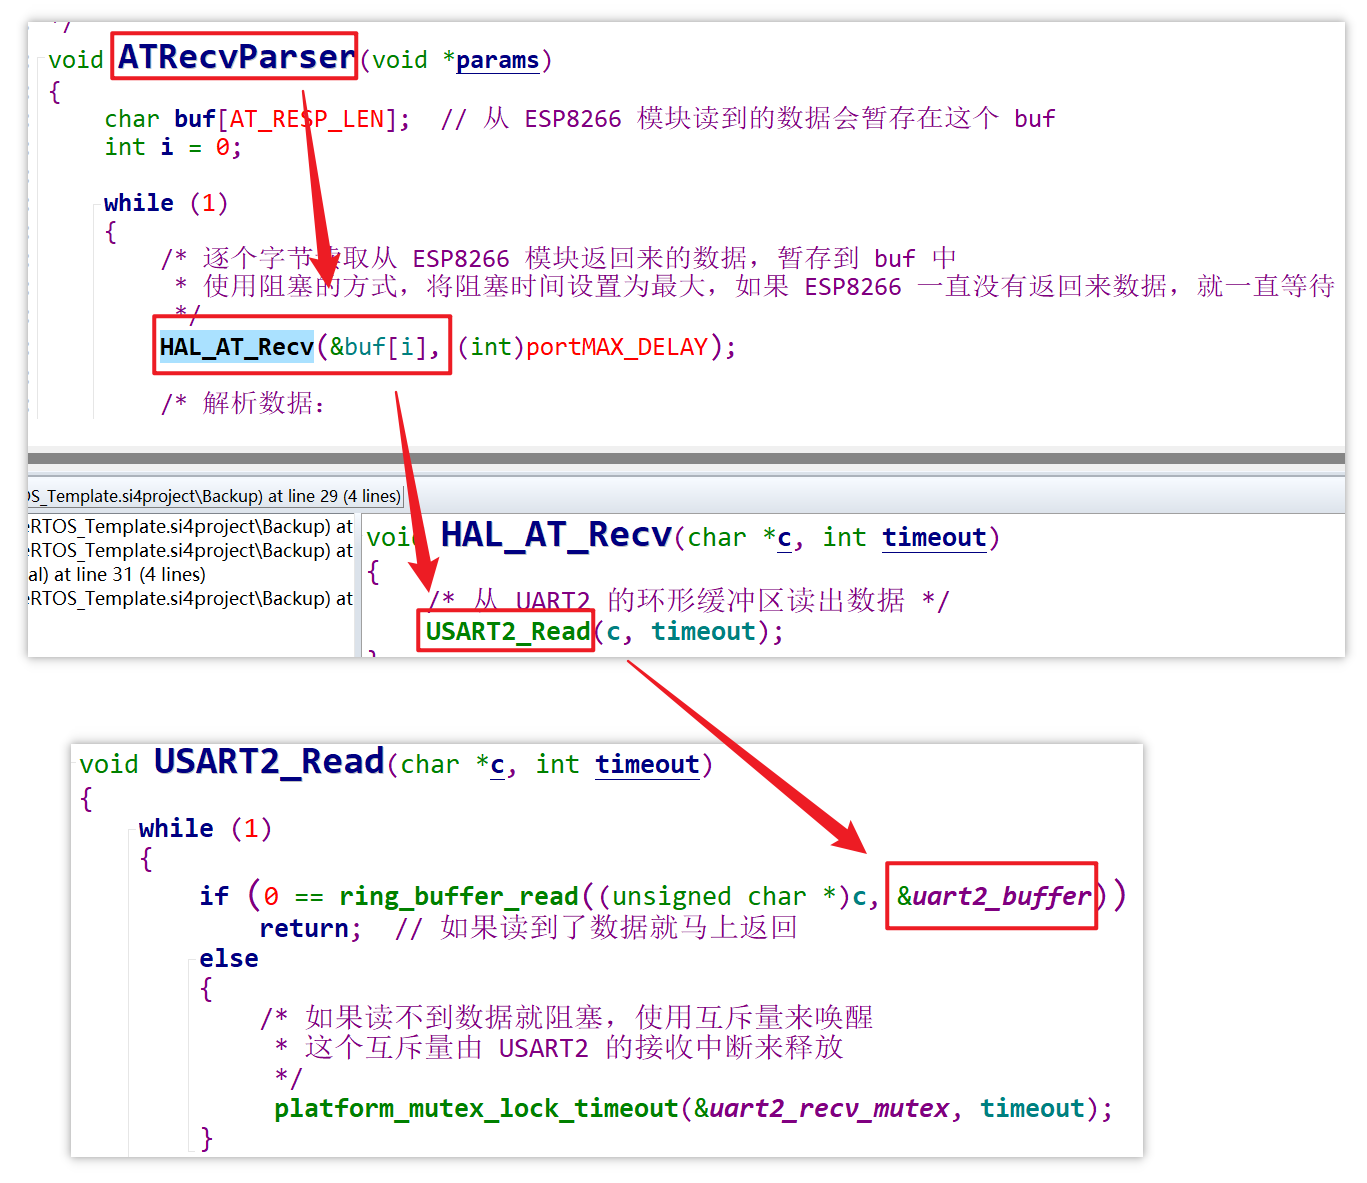 */
void ATRecvParser(void *params)
{
char buf[AT_RESP_LEN]; // 从 ESP8266 模块读到的数据会暂存在这个 buf
int i = 0;
while (1)
{
/* 逐个字节读取从 ESP8266 模块返回来的数据，暂存到 buf 中
* 使用阻塞的方式，将阻塞时间设置为最大，如果 ESP8266 一直没有返回来数据，就一直等待
*/
HAL_AT_Recv(&buf[i], (int)portMAX_DELAY);
/* 解析数据：
OS_Template.si4project\Backup) at line 29 (4 lines)
eRTOS_Template.si4project\Backup) at
eRTOS_Template.si4project\Backup) at
al) at line 31 (4 lines)
eRTOS_Template.si4project\Backup) at
void HAL_AT_Recv(char *c, int timeout)
{
/* 从 UART2 的环形缓冲区读出数据 */
USART2_Read(c, timeout);
}
void USART2_Read(char *c, int timeout)
{
while (1)
{
if (0 == ring_buffer_read((unsigned char *)c, &uart2_buffer))
return; // 如果读到了数据就马上返回
else
{
/* 如果读不到数据就阻塞，使用互斥量来唤醒
* 这个互斥量由 USART2 的接收中断来释放
*/
platform_mutex_lock_timeout(&uart2_recv_mutex, timeout);
}